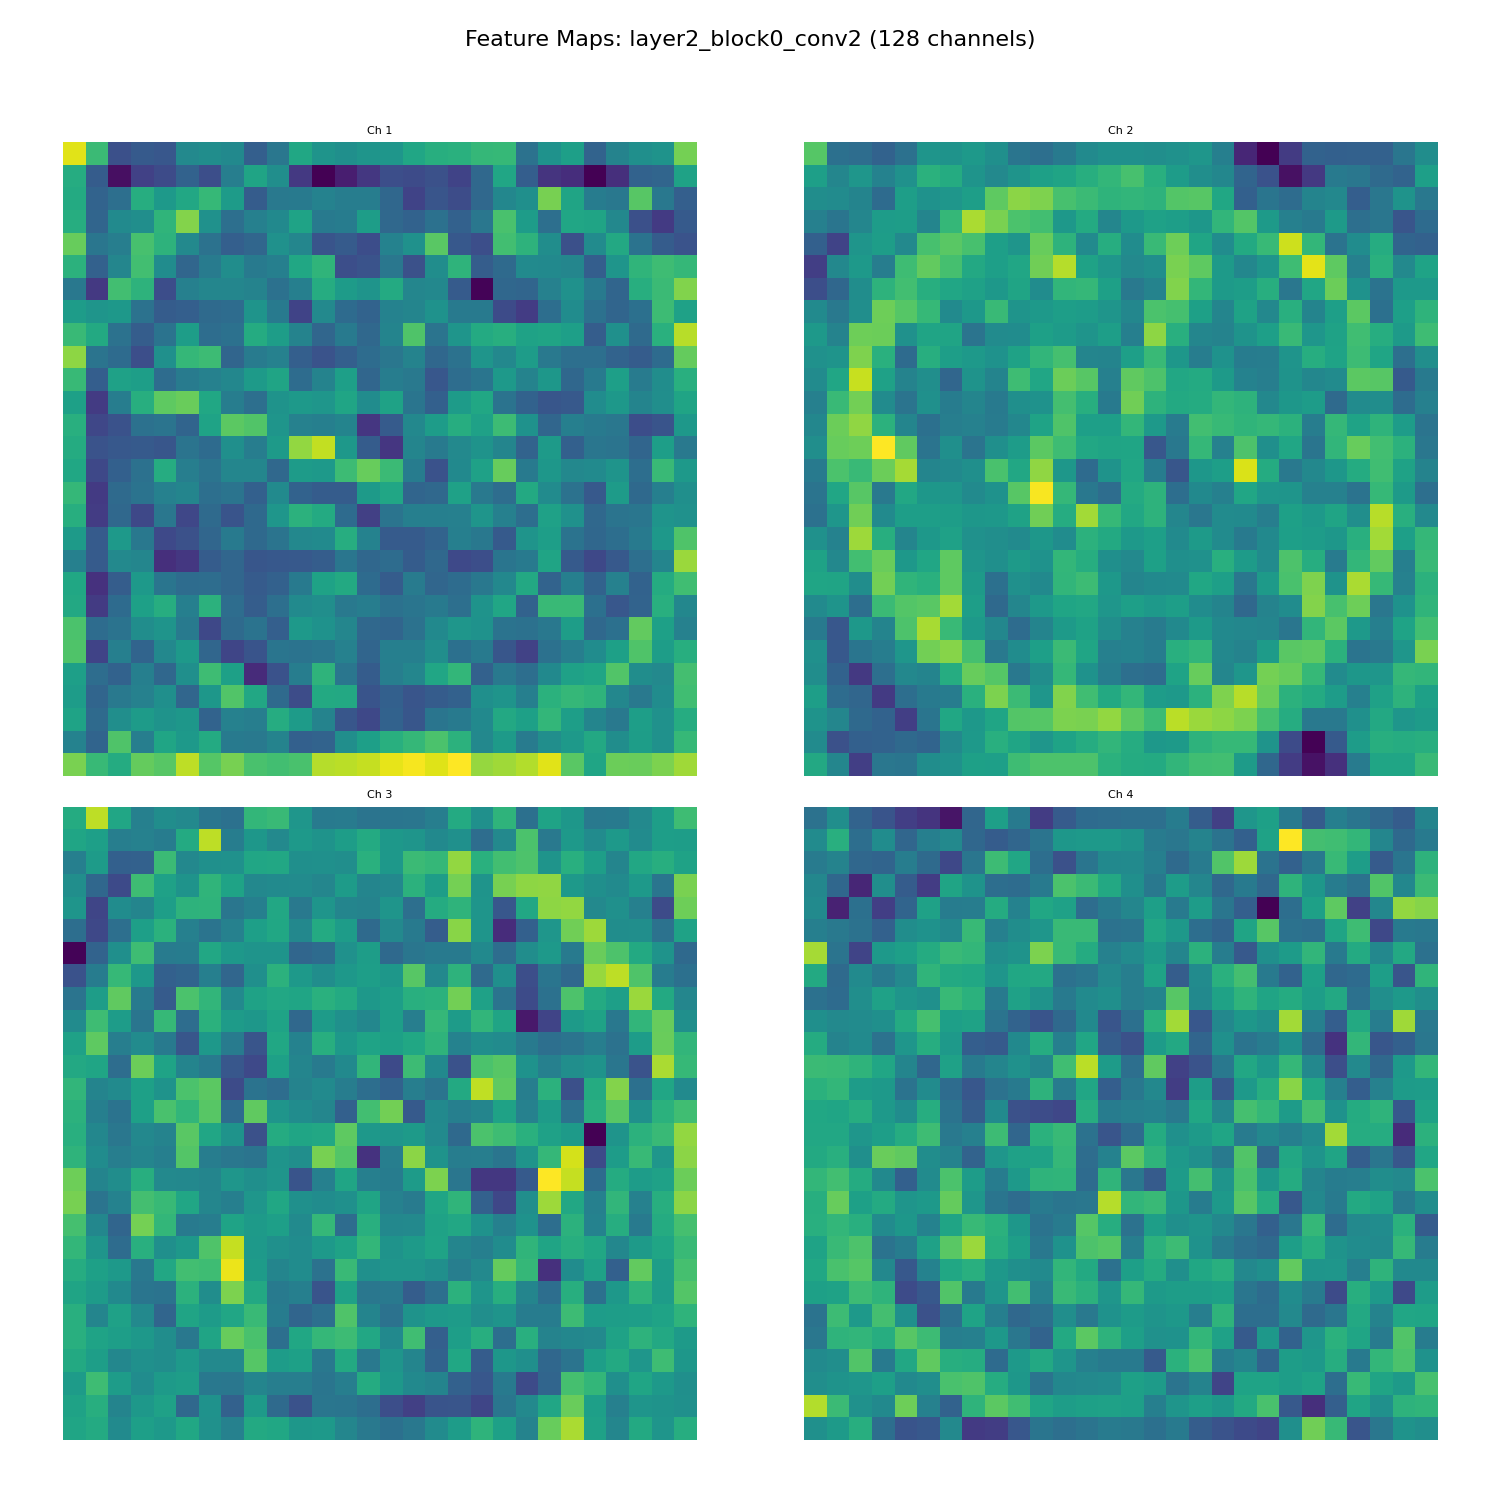 Feature Maps: layer2_block0_conv2 (128 channels)
Ch 1
Ch 2
Ch 3
Ch 4